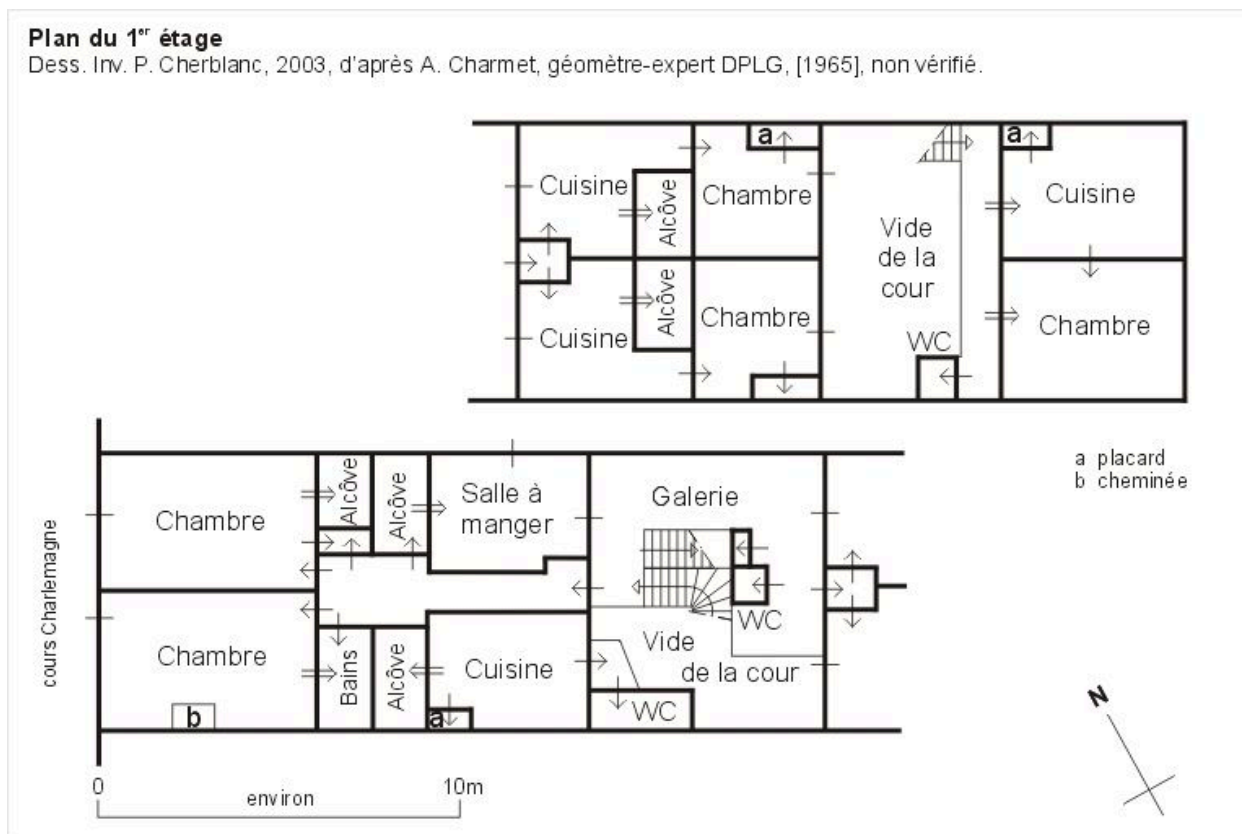 Plan du 1er étage
Dess. Inv. P. Cherblanc, 2003, d'après A. Charmet, géomètre-expert DPLG, [1965], non vérifié.
a
a
Cuisine
Alcôve
Chambre
Cuisine
Vide
de la
cour
Cuisine
Alcôve
Chambre
Chambre
WC
a placard
b cheminée
cours Charlemagne
Chambre
Alcôve
Alcôve
Salle à
manger
Galerie
WC
Vide
de la cour
Chambre
Bains
Alcôve
Cuisine
b
a
WC
N
0
10m
environ